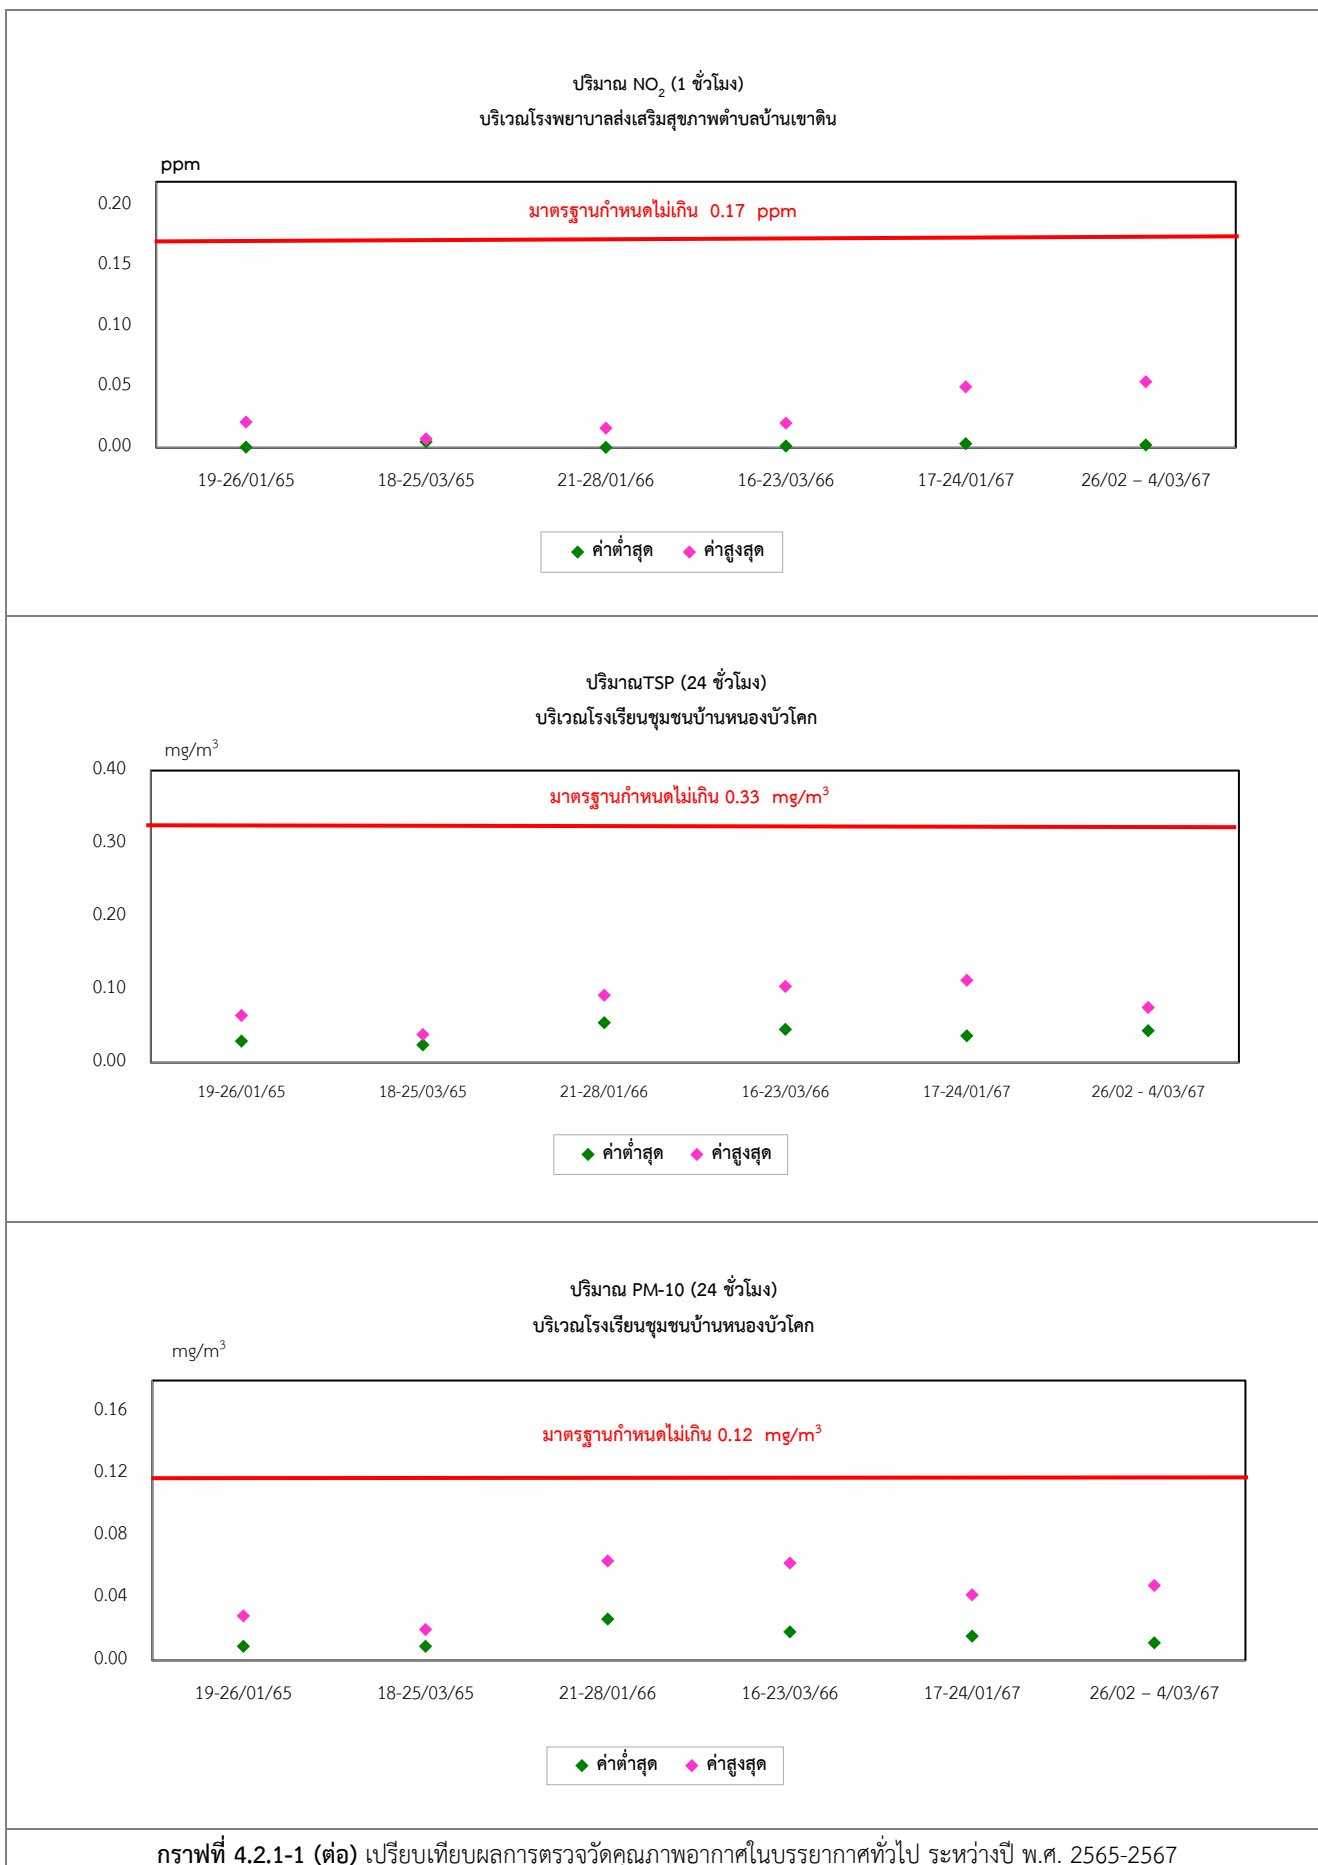 ปริมาณ NO2 (1 ชั่วโมง)
บริเวณโรงพยาบาลส่งเสริมสุขภาพตำบลบ้านเขาดิน
ppm
0.20
มาตรฐานกำหนดไม่เกิน 0.17 ppm
0.15
0.10
0.05
0.00
19-26/01/65 18-25/03/65 21-28/01/66 16-23/03/66 17-24/01/67 26/02 – 4/03/67
ค่าต่ำสุด ค่าสูงสุด
ปริมาณTSP (24 ชั่วโมง)
บริเวณโรงเรียนชุมชนบ้านหนองบัวโคก
mg/m3
0.40
มาตรฐานกำหนดไม่เกิน 0.33 mg/m3
0.30
0.20
0.10
0.00
19-26/01/65 18-25/03/65 21-28/01/66 16-23/03/66 17-24/01/67 26/02 - 4/03/67
ค่าต่ำสุด ค่าสูงสุด
ปริมาณ PM-10 (24 ชั่วโมง)
บริเวณโรงเรียนชุมชนบ้านหนองบัวโคก
mg/m3
0.16
มาตรฐานกำหนดไม่เกิน 0.12 mg/m3
0.12
0.08
0.04
0.00
19-26/01/65 18-25/03/65 21-28/01/66 16-23/03/66 17-24/01/67 26/02 – 4/03/67
ค่าต่ำสุด ค่าสูงสุด
กราฟที่ 4.2.1-1 (ต่อ) เปรียบเทียบผลการตรวจวัดคุณภาพอากาศในบรรยากาศทั่วไป ระหว่างปี พ.ศ. 2565-2567